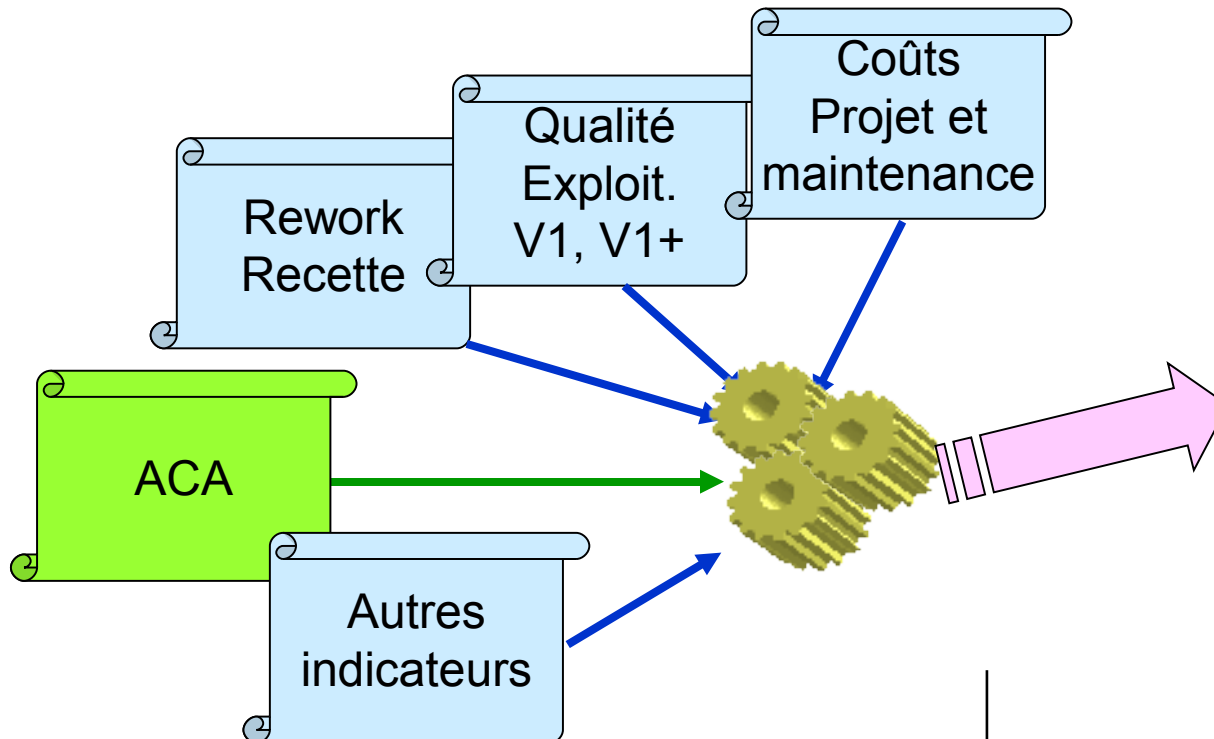 Coûts
Projet et
maintenance
Qualité
Exploit.
V1, V1+
Rework
Recette
ACA
Autres
indicateurs